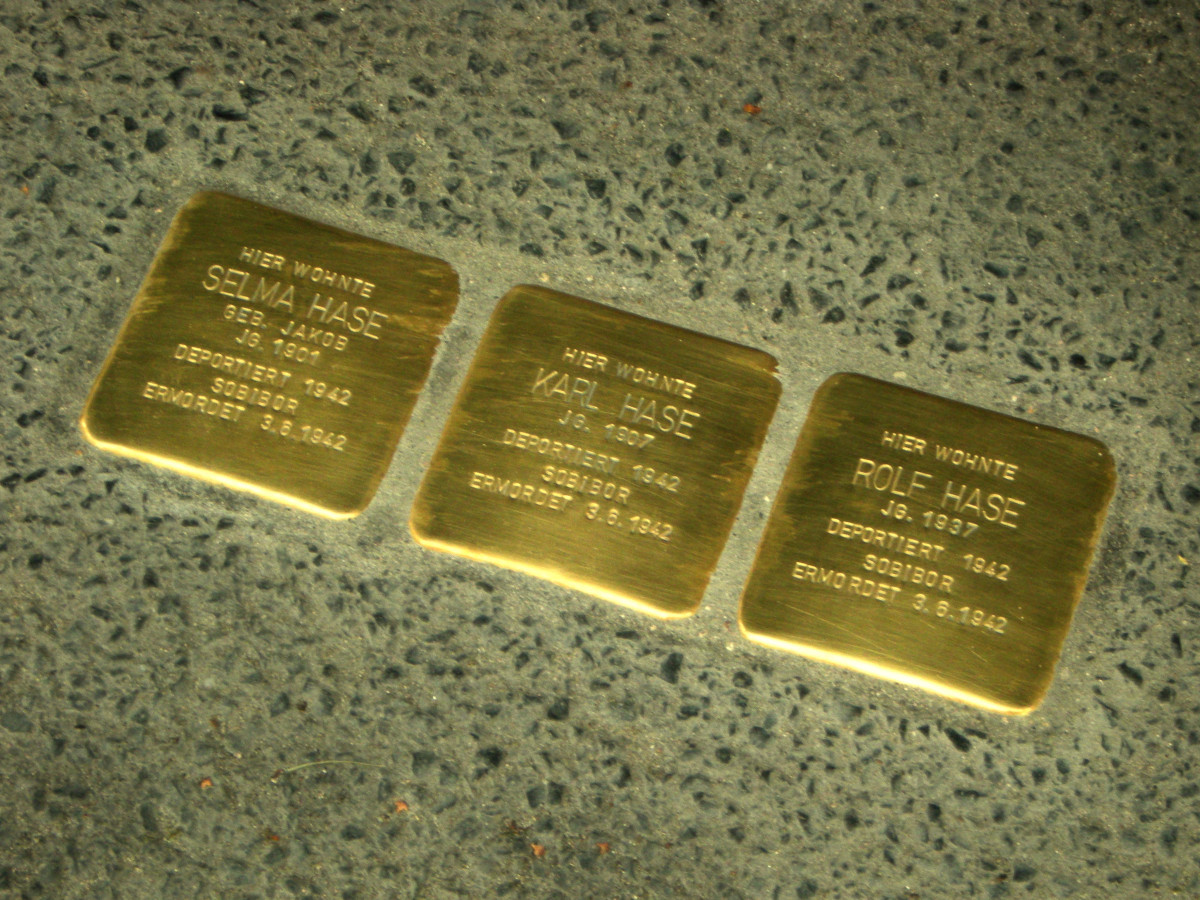 HIER WOHNTE
SELMA HASE
GEB. JAKOB
JG. 1901
DEPORTIERT 1942
SOBIBOR
ERMORDET 3.6.1942
HIER WOHNTE
KARL HASE
JG. 1907
DEPORTIERT 1942
SOBIBOR
ERMORDET 3.6.1942
HIER WOHNTE
ROLF HASE
JG. 1937
DEPORTIERT 1942
SOBIBOR
ERMORDET 3.6.1942